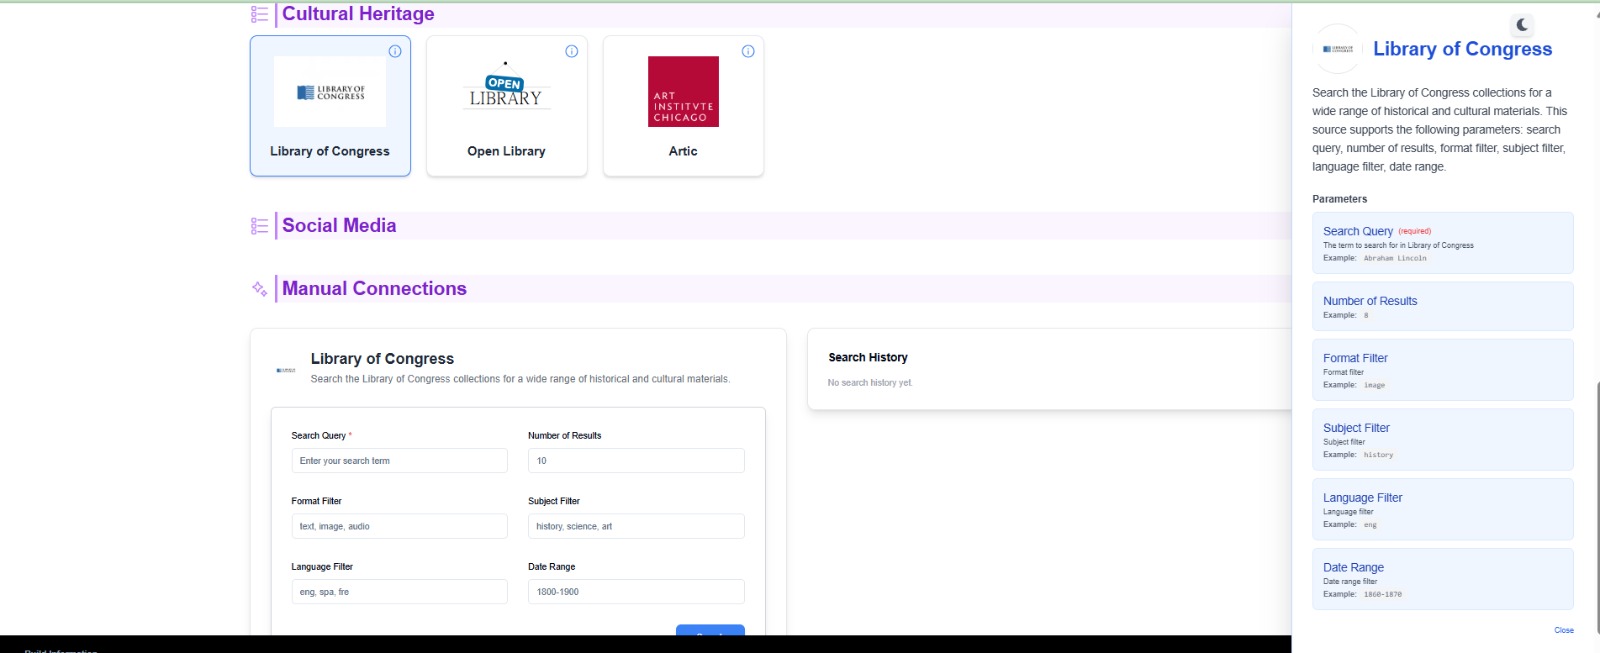 Cultural Heritage
LIBRARY OF
CONGRESS
Library of Congress
OPEN
LIBRARY
Open Library
ART
INSTITVTE
CHICAGO
Artic
Social Media
Manual Connections
Library of Congress
Search the Library of Congress collections for a wide range of historical and cultural materials.
Search Query *
Enter your search term
Number of Results
10
Format Filter
text, image, audio
Subject Filter
history, science, art
Language Filter
eng, spa, fre
Date Range
1800-1900
Search History
No search history yet.
Library of Congress
Search the Library of Congress collections for a
wide range of historical and cultural materials. This
source supports the following parameters: search
query, number of results, format filter, subject filter,
language filter, date range.
Parameters
Search Query (required)
The term to search for in Library of Congress
Example: Abraham Lincoln
Number of Results
Example: 8
Format Filter
Format filter
Example: image
Subject Filter
Subject filter
Example: history
Language Filter
Language filter
Example: eng
Date Range
Date range filter
Example: 1860-1870
Close
Build Information